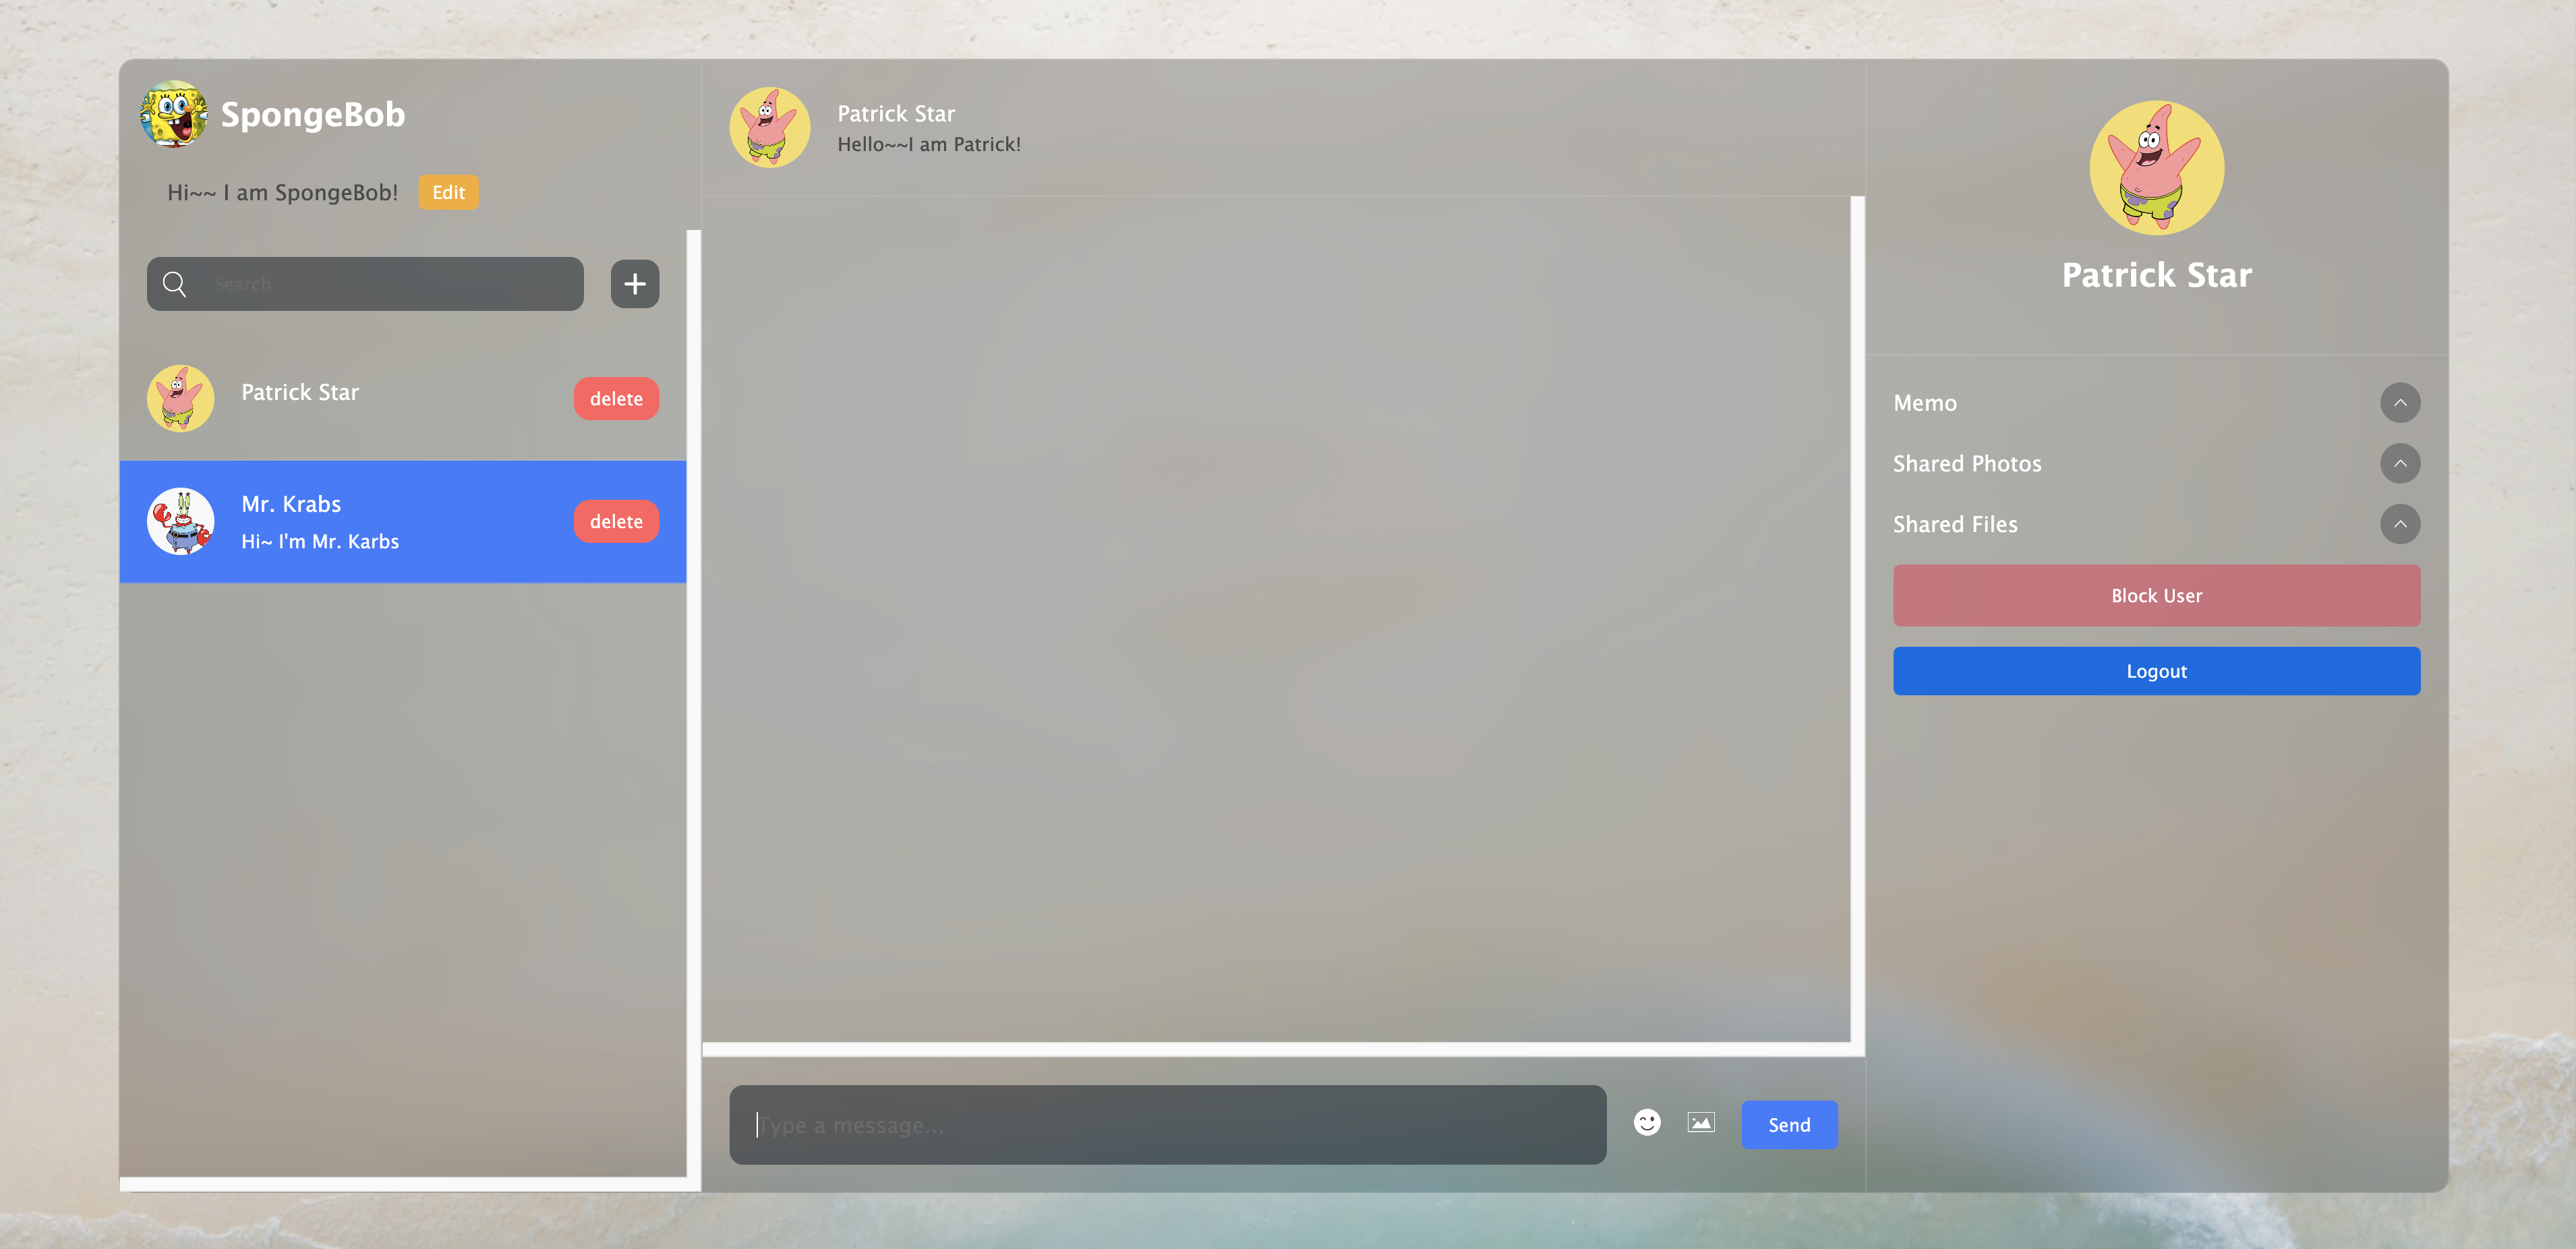 SpongeBob
Hi~~ I am SpongeBob!
Edit
Search
Patrick Star
delete
Mr. Krabs
Hi~ I'm Mr. Karbs
delete
Patrick Star
Hello~~I am Patrick!
Type a message...
Send
Patrick Star
Memo
Shared Photos
Shared Files
Block User
Logout